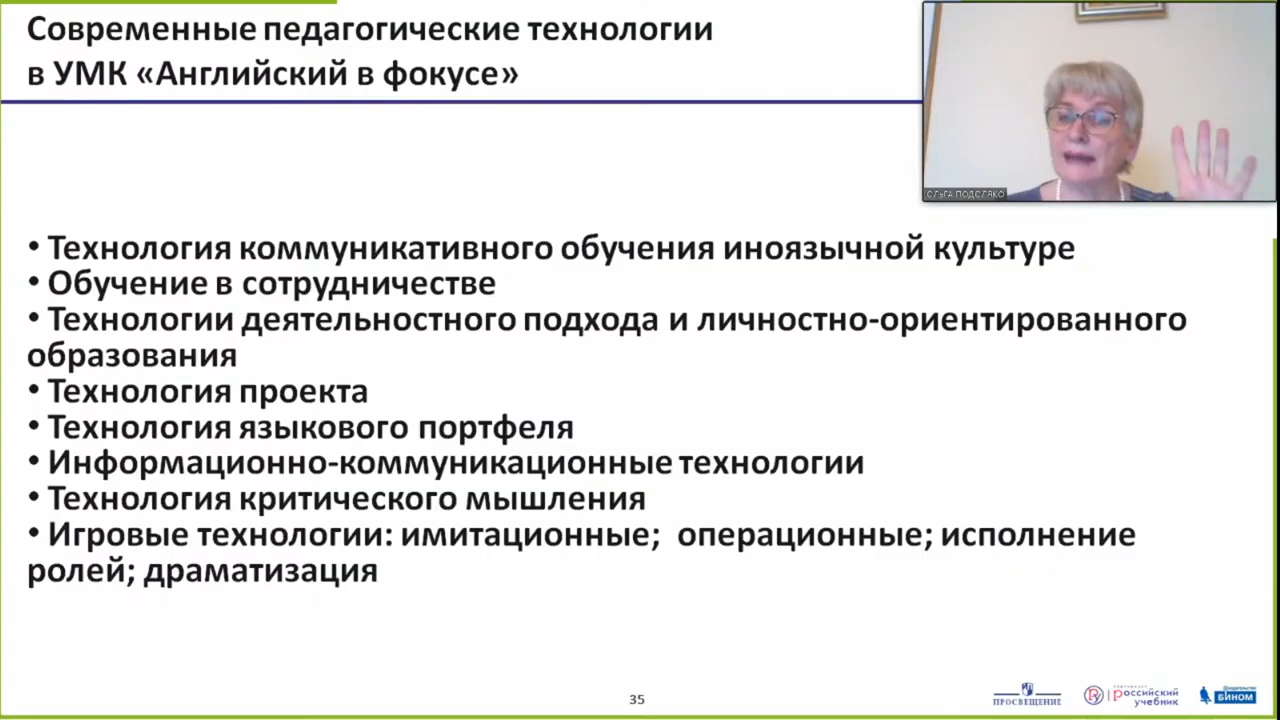 Современные педагогические технологии
в УМК «Английский в фокусе»
• Технология коммуникативного обучения иноязычной культуре
• Обучение в сотрудничестве
• Технологии деятельностного подхода и личностно-ориентированного
образования
• Технология проекта
• Технология языкового портфеля
• Информационно-коммуникационные технологии
• Технология критического мышления
• Игровые технологии: имитационные; операционные; исполнение
ролей; драматизация
35
ПРОСВЕЩЕНИЕ
российский
учебник
БИНОМ